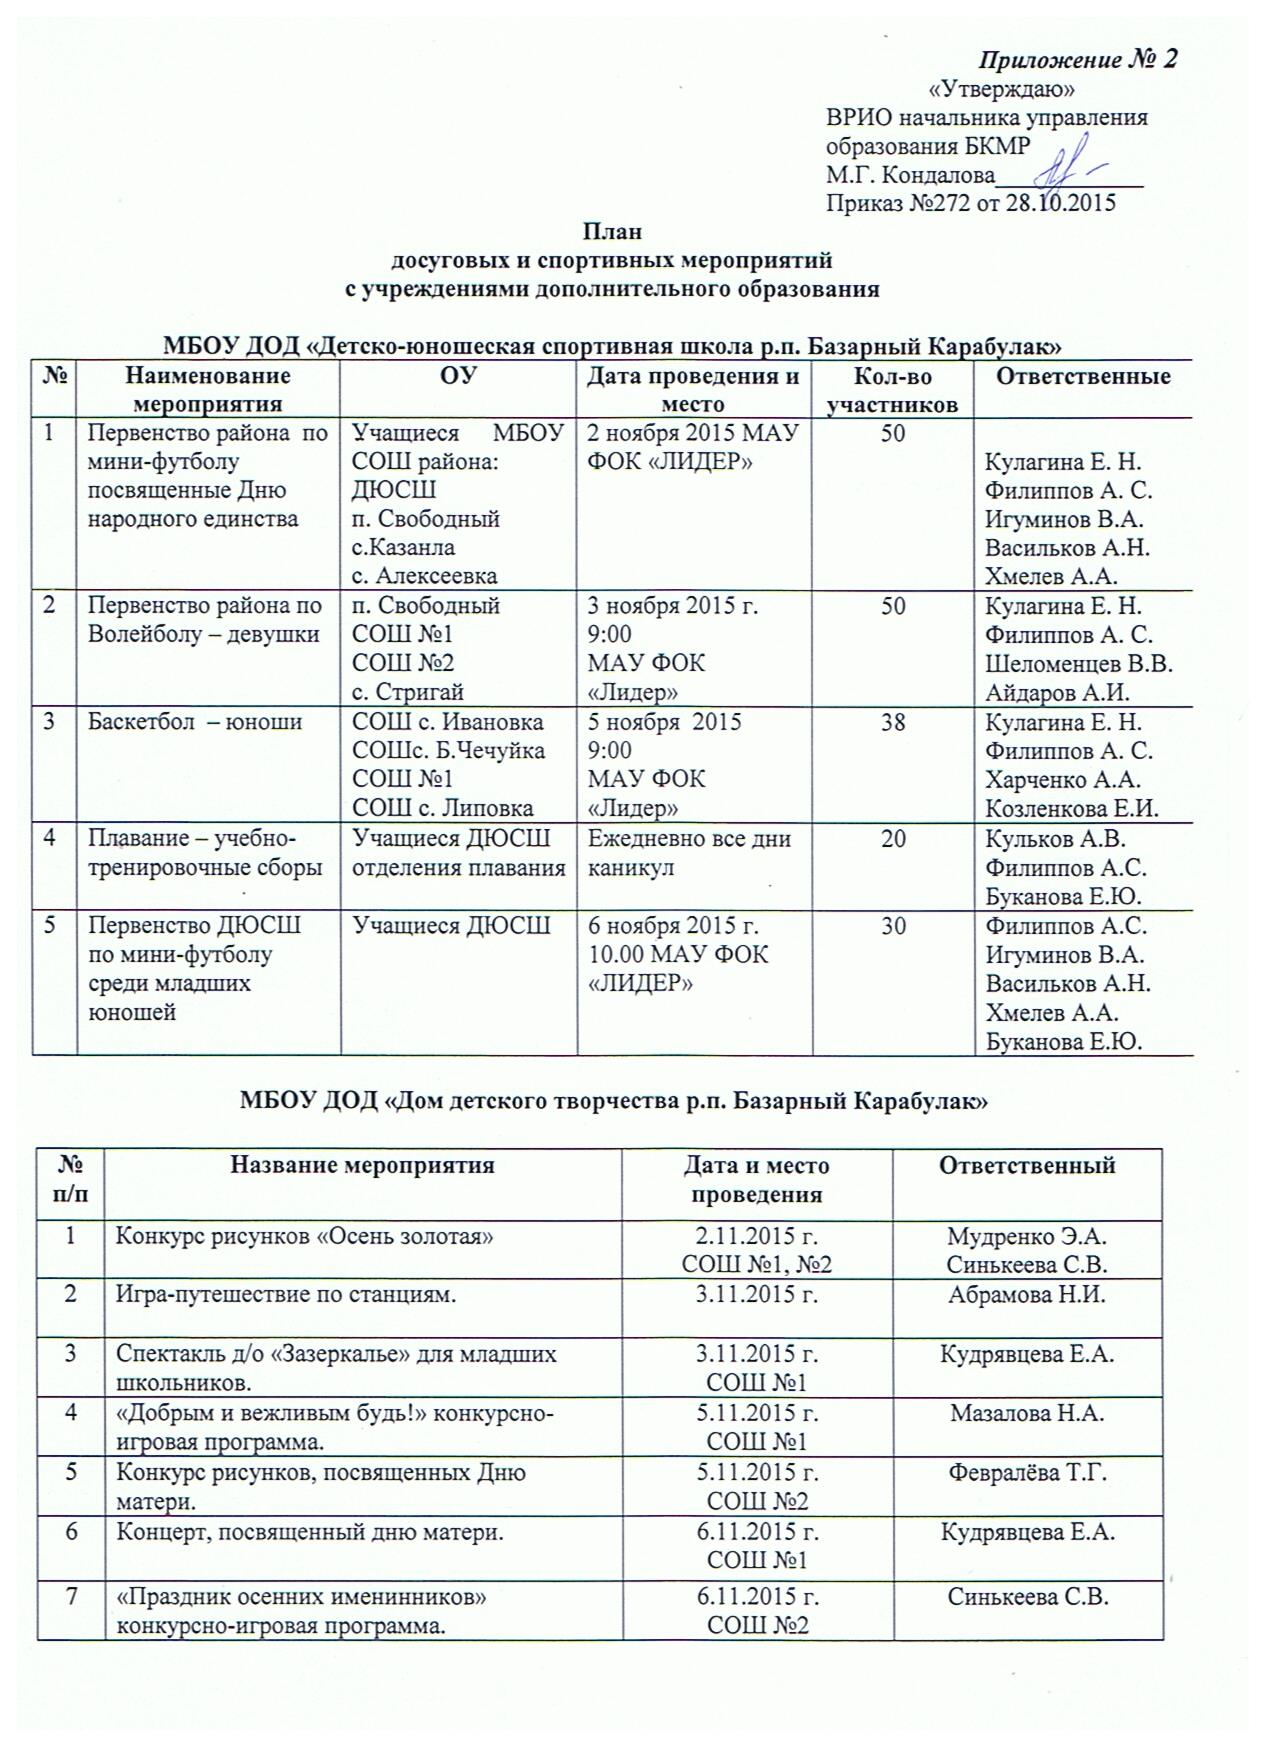 Приложение № 2
«Утверждаю»
ВРИО начальника управления
образования БКМР
М.Г. Кондалова____________
Приказ №272 от 28.10.2015
План
досуговых и спортивных мероприятий
с учреждениями дополнительного образования
МБОУ ДОД «Детско-юношеская спортивная школа р.п. Базарный Карабулак»
№ Наименование мероприятия ОУ Дата проведения и место Кол-во участников Ответственные
1 Первенство района по мини-футболу посвященные Дню народного единства
Учащиеся МБОУ СОШ района: ДЮСШ п. Свободный с.Казанла с. Алексеевка
2 ноября 2015 МАУ ФОК «ЛИДЕР»
50
Кулагина Е. Н.
Филиппов А. С.
Игуминов В.А.
Васильков А.Н.
Хмелев А.А.
2 Первенство района по Волейболу – девушки
п. Свободный
СОШ №1
СОШ №2
с. Стригай
3 ноября 2015 г.
9:00
МАУ ФОК
«Лидер»
50
Кулагина Е. Н.
Филиппов А. С.
Шеломенцев В.В.
Айдаров А.И.
3 Баскетбол – юноши
СОШ с. Ивановка
СОШс. Б.Чечуйка
СОШ №1
СОШ с. Липовка
5 ноября 2015
9:00
МАУ ФОК
«Лидер»
38
Кулагина Е. Н.
Филиппов А. С.
Харченко А.А.
Козленкова Е.И.
4 Плавание – учебно-тренировочные сборы
Учащиеся ДЮСШ отделения плавания
Ежедневно все дни каникул
20
Кульков А.В.
Филиппов А.С.
Буканова Е.Ю.
5 Первенство ДЮСШ по мини-футболу среди младших юношей
Учащиеся ДЮСШ
6 ноября 2015 г.
10.00 МАУ ФОК
«ЛИДЕР»
30
Филиппов А.С.
Игуминов В.А.
Васильков А.Н.
Хмелев А.А.
Буканова Е.Ю.
МБОУ ДОД «Дом детского творчества р.п. Базарный Карабулак»
№ п/п Название мероприятия Дата и место проведения Ответственный
1 Конкурс рисунков «Осень золотая»
2.11.2015 г.
СОШ №1, №2
Мудренко Э.А.
Синькеева С.В.
2 Игра-путешествие по станциям. 3.11.2015 г. Абрамова Н.И.
3 Спектакль д/о «Зазеркалье» для младших
школьников.
3.11.2015 г.
СОШ №1
Кудрявцева Е.А.
4 «Добрым и вежливым будь!» конкурсно-
игровая программа.
5.11.2015 г.
СОШ №1
Мазалова Н.А.
5 Конкурс рисунков, посвященных Дню
матери.
5.11.2015 г.
СОШ №2
Февралёва Т.Г.
6 Концерт, посвященный дню матери.
6.11.2015 г.
СОШ №1
Кудрявцева Е.А.
7 «Праздник осенних именинников»
конкурсно-игровая программа.
6.11.2015 г.
СОШ №2
Синькеева С.В.